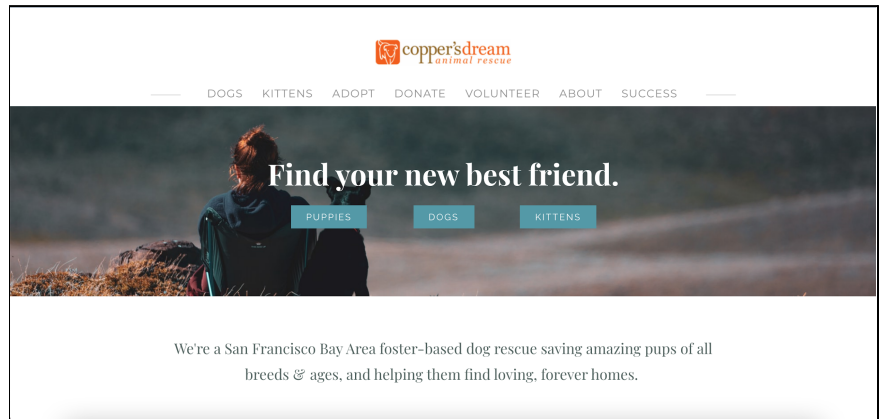 copper'sdream
animal rescue
DOGS KITTENS ADOPT DONATE VOLUNTEER ABOUT SUCCESS
Find your new best friend.
PUPPIES DOGS KITTENS
We're a San Francisco Bay Area foster-based dog rescue saving amazing pups of all
breeds & ages, and helping them find loving, forever homes.